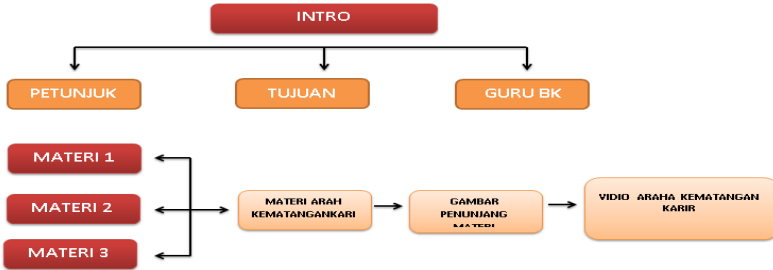 INTRO
PETUNJUK
TUJUAN
GURU BK
MATERI 1
MATERI 2
MATERI 3
MATERI ARAH
KEMATANGANKARI
GAMBAR
PENUNJANG
MATERI
VIDIO ARAHA KEMATANGAN
KARIR